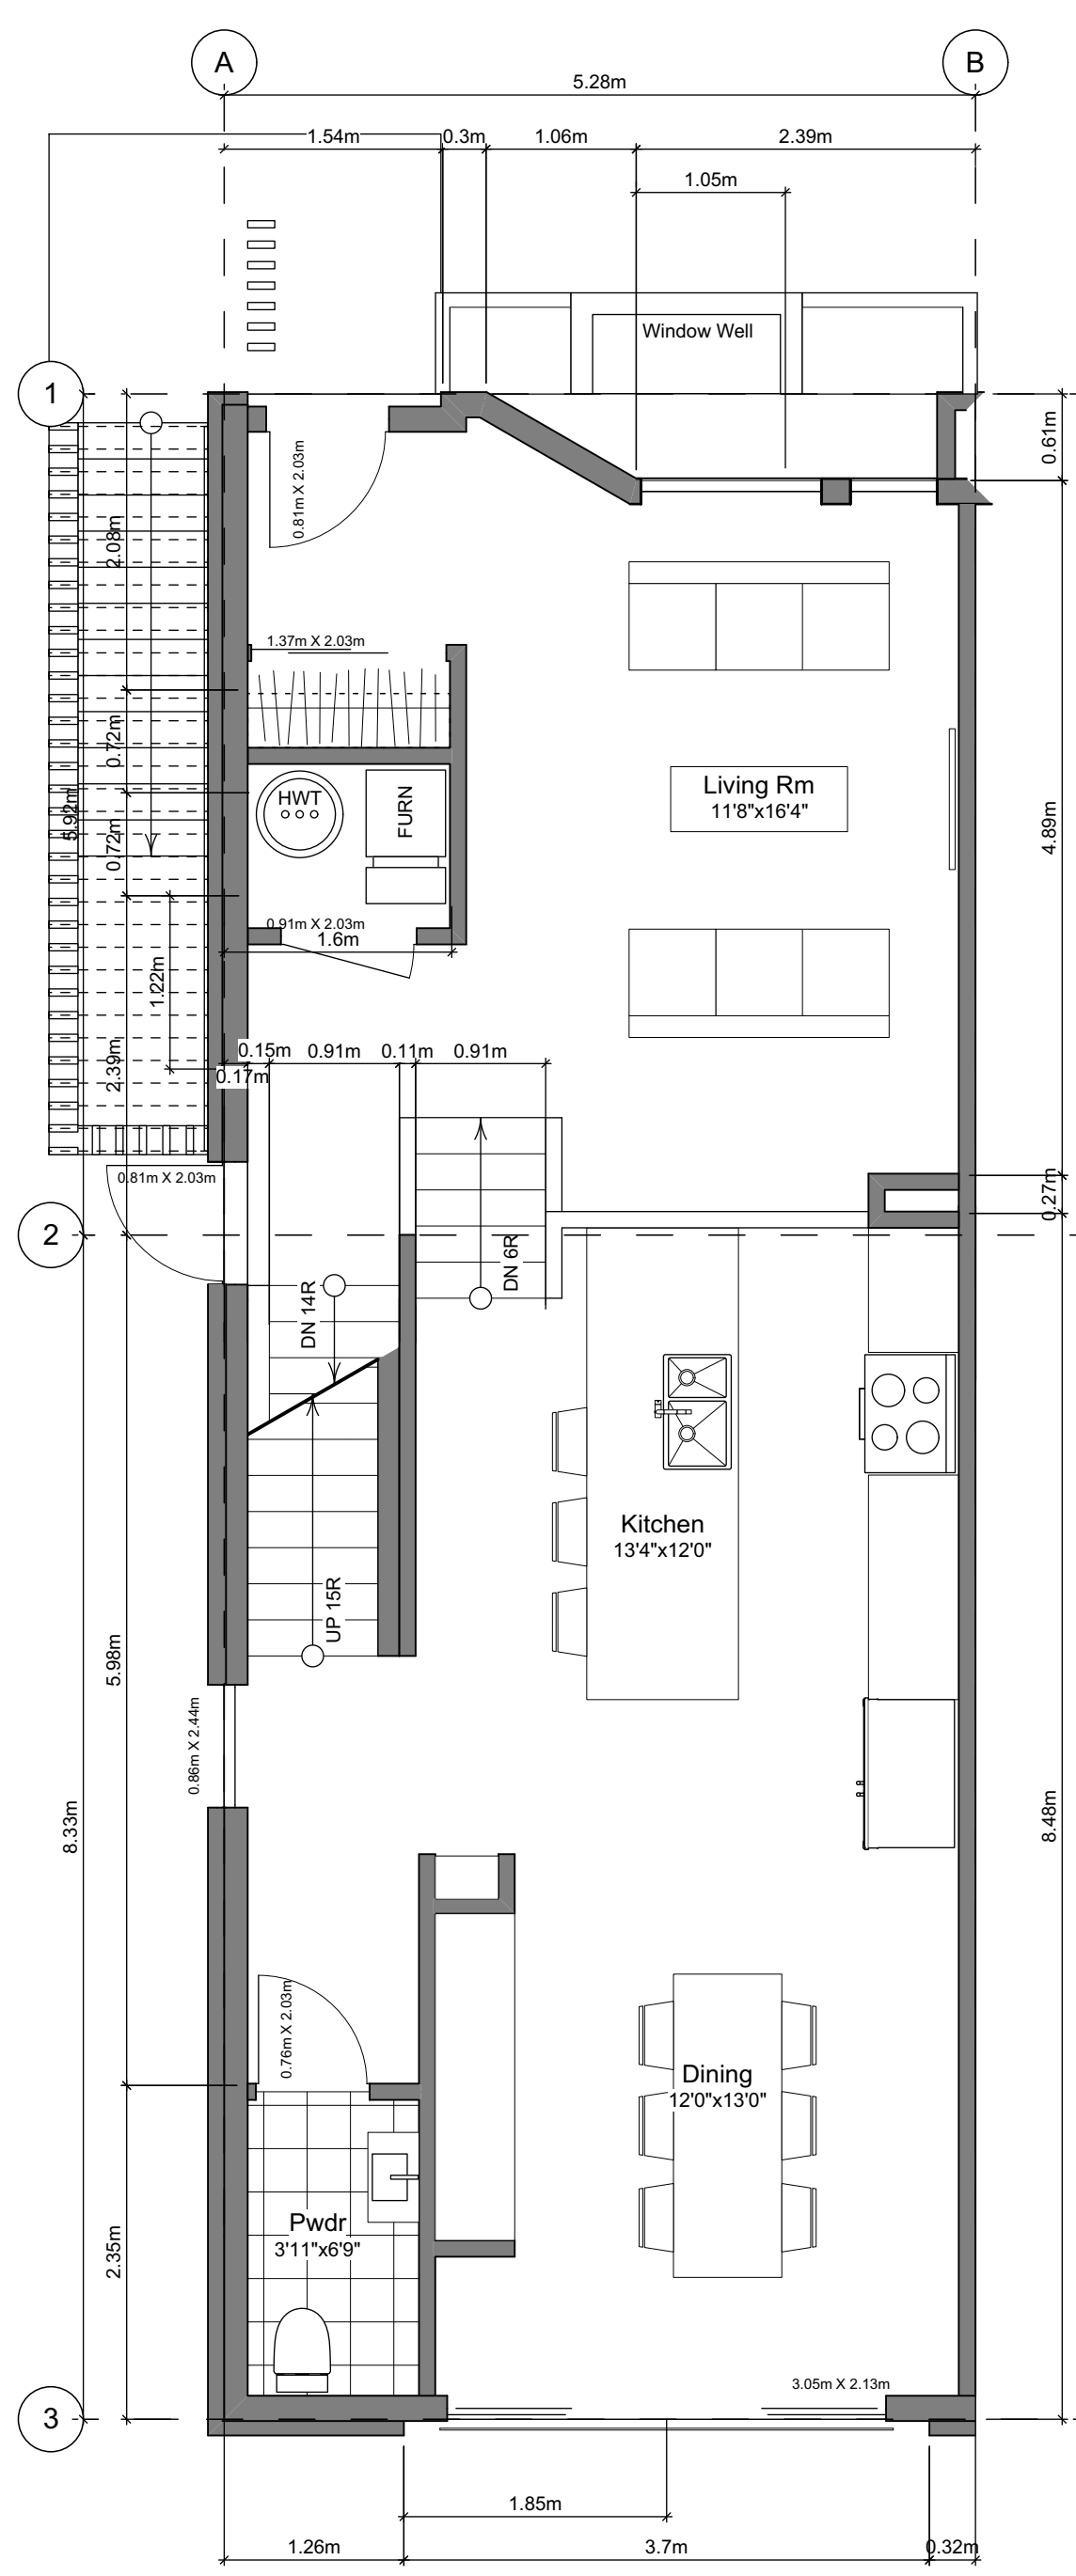 A
B
5.28m
1.54m
0.3m
1.06m
2.39m
1.05m
Window Well
1
0.61m
0.81m X 2.03m
2.08m
1.37m X 2.03m
0.72m
5.92m
HWT
FURN
Living Rm
11'8"x16'4"
4.89m
0.72m
0.91m X 2.03m
1.6m
1.22m
2.39m
0.15m
0.91m
0.11m
0.91m
0.17m
0.81m X 2.03m
0.27m
2
DN 6R
DN 14R
Kitchen
13'4"x12'0"
UP 15R
5.98m
0.86m X 2.44m
8.33m
8.48m
0.76m X 2.03m
Dining
12'0"x13'0"
Pwdr
3'11"x6'9"
2.35m
3.05m X 2.13m
3
1.85m
1.26m
3.7m
0.32m